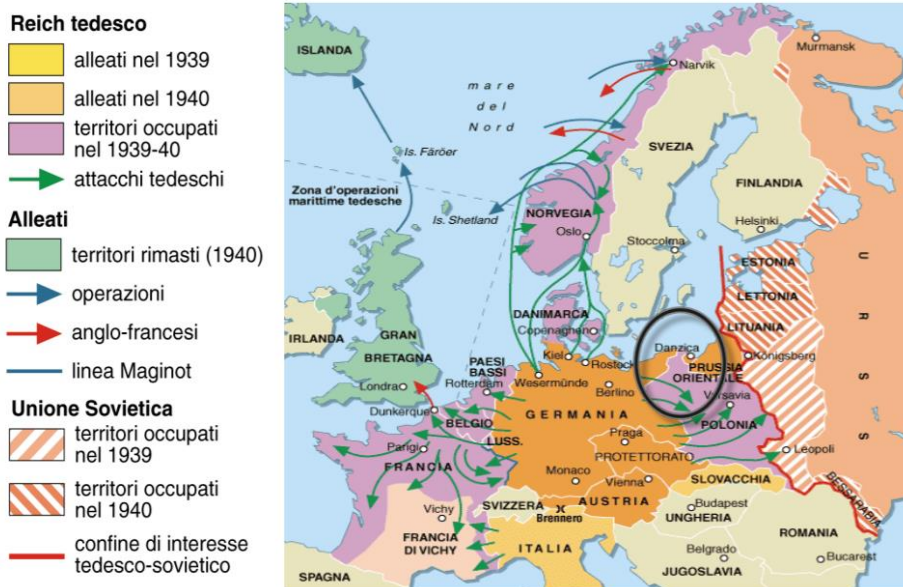 Reich tedesco
alleati nel 1939
alleati nel 1940
territori occupati
nel 1939-40
attacchi tedeschi
Alleati
territori rimasti (1940)
operazioni
anglo-francesi
linea Maginot
Unione Sovietica
territori occupati
nel 1939
territori occupati
nel 1940
confine di interesse
tedesco-sovietico
ISLANDA
Murmansk
Narvik
mare
del
Nord
Is. Färöer
SVEZIA
FINLANDIA
Zona d'operazioni
marittime tedesche
Is. Shetland
NORVEGIA
Oslo
Helsinki
Stoccolma
URSS
ESTONIA
LETTONIA
LITUANIA
DANIMARCA
Copenaghen
IRLANDA
GRAN
BRETAGNA
PAESI
BASSI
Kiel
Rostock
Danzica
Königsberg
PRUSSIA
ORIENTALE
Londra
Rotterdam
Wesermünde
Berlino
Varsavia
Dunkerque
BELGIO
GERMANIA
POLONIA
LUSS.
Praga
PROTETTORATO
Leopoli
Parigi
FRANCIA
Monaco
Vienna
SLOVACCHIA
BESSARABIA
AUSTRIA
Vichy
SVIZZERA
Brennero
Budapest
UNGHERIA
ROMANIA
FRANCIA
DI VICHY
ITALIA
Belgrado
Bucarest
JUGOSLAVIA
SPAGNA